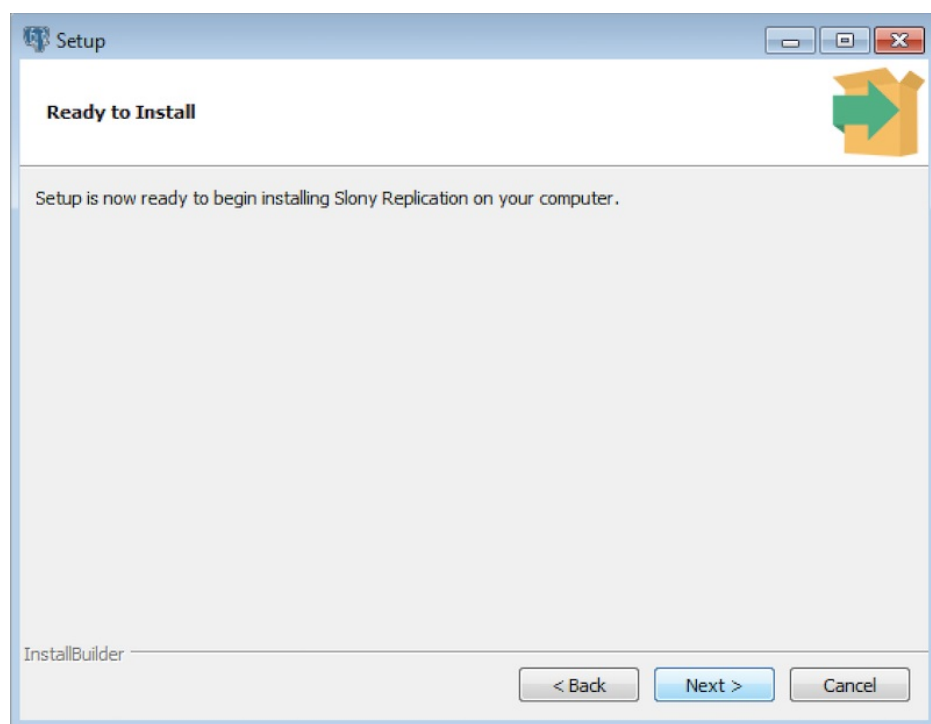 Setup
Ready to Install
Setup is now ready to begin installing Slony Replication on your computer.
InstallBuilder
< Back
Next >
Cancel